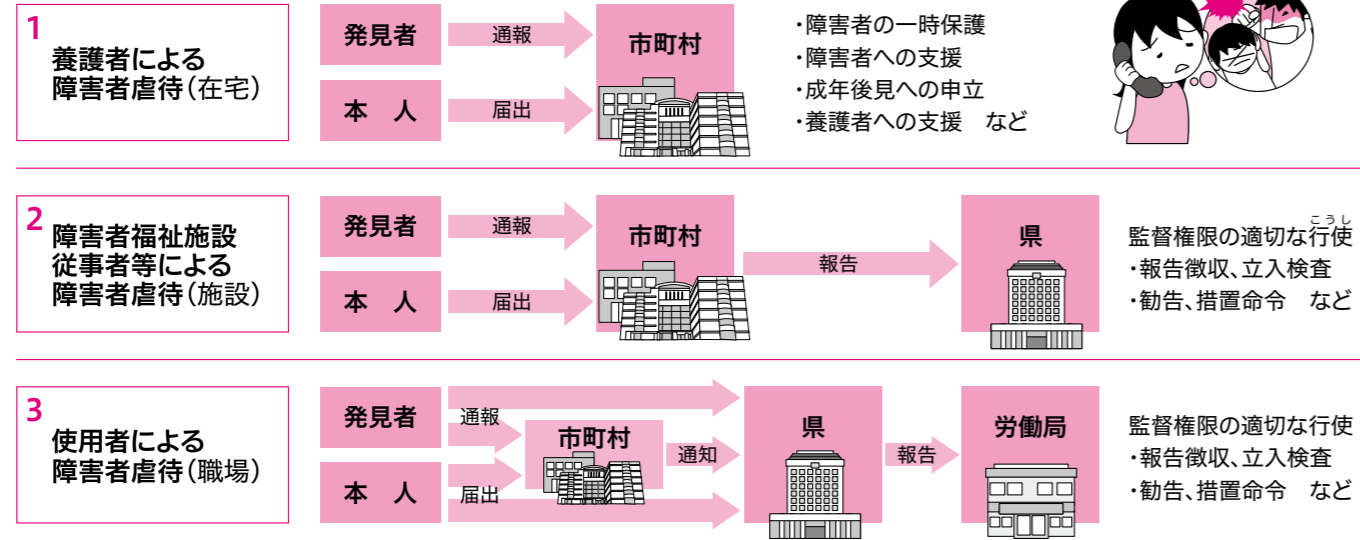 1
養護者による
障害者虐待(在宅)
発見者
通報
本 人
届出
市町村
・障害者の一時保護
・障害者への支援
・成年後見への申立
・養護者への支援 など
2
障害者福祉施設
従事者等による
障害者虐待(施設)
発見者
通報
本 人
届出
市町村
報告
県
こうし
監督権限の適切な行使
・報告徴収、立入検査
・勧告、措置命令 など
3
使用者による
障害者虐待(職場)
発見者
通報
本 人
届出
市町村
通知
県
報告
労働局
監督権限の適切な行使
・報告徴収、立入検査
・勧告、措置命令 など